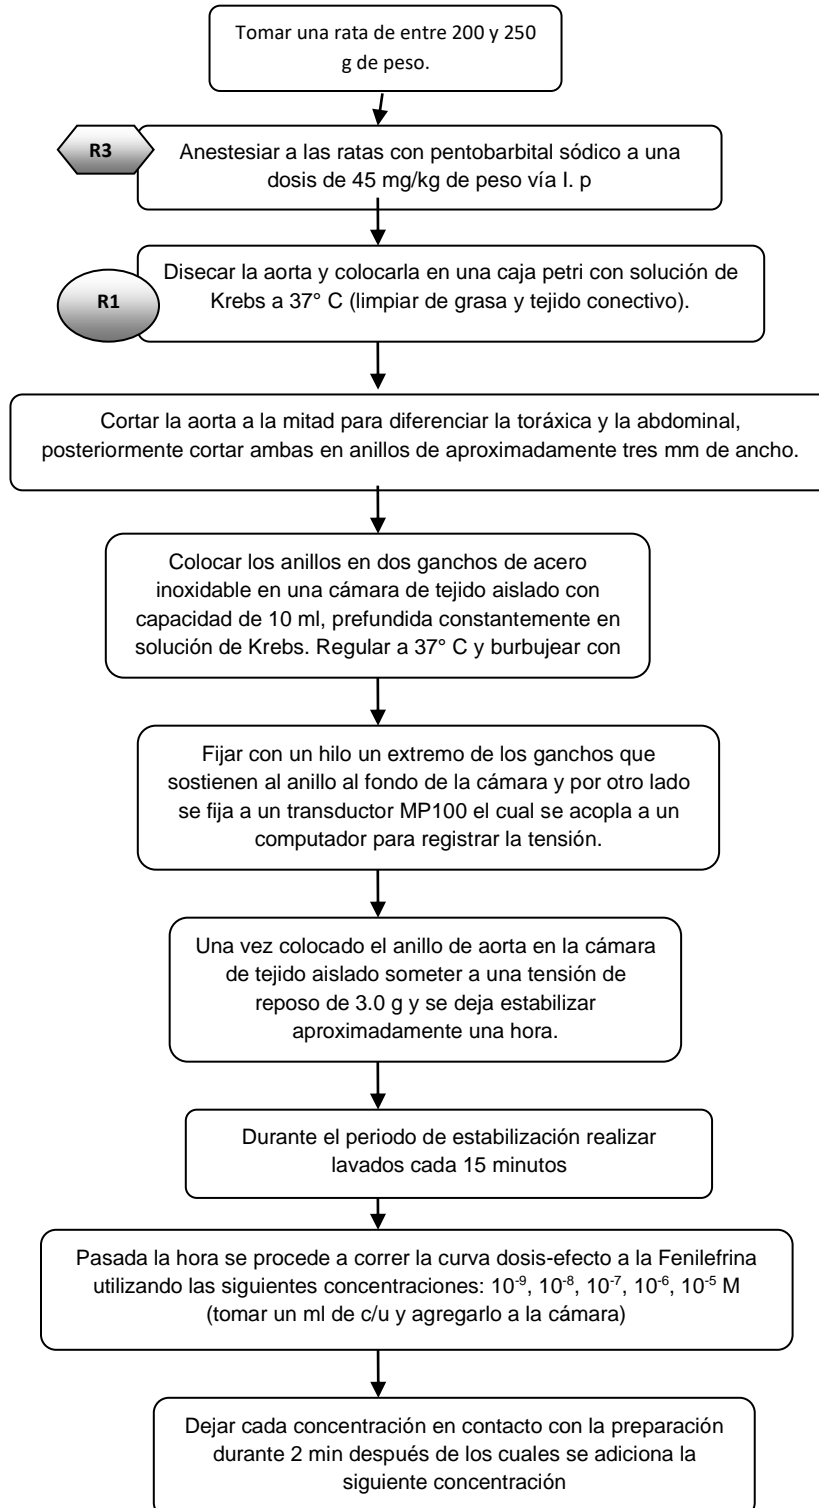 Tomar una rata de entre 200 y 250
g de peso.
R3
Anestesiar a las ratas con pentobarbital sódico a una
dosis de 45 mg/kg de peso vía I. p
R1
Disecar la aorta y colocarla en una caja petri con solución de
Krebs a 37° C (limpiar de grasa y tejido conectivo).
Cortar la aorta a la mitad para diferenciar la toráxica y la abdominal,
posteriormente cortar ambas en anillos de aproximadamente tres mm de ancho.
Colocar los anillos en dos ganchos de acero
inoxidable en una cámara de tejido aislado con
capacidad de 10 ml, prefundida constantemente en
solución de Krebs. Regular a 37° C y burbujear con
Fijar con un hilo un extremo de los ganchos que
sostienen al anillo al fondo de la cámara y por otro lado
se fija a un transductor MP100 el cual se acopla a un
computador para registrar la tensión.
Una vez colocado el anillo de aorta en la cámara
de tejido aislado someter a una tensión de
reposo de 3.0 g y se deja estabilizar
aproximadamente una hora.
Durante el periodo de estabilización realizar
lavados cada 15 minutos
Pasada la hora se procede a correr la curva dosis-efecto a la Fenilefrina
utilizando las siguientes concentraciones: 10⁻⁹, 10⁻⁸, 10⁻⁷, 10⁻⁶, 10⁻⁵ M
(tomar un ml de c/u y agregarlo a la cámara)
Dejar cada concentración en contacto con la preparación
durante 2 min después de los cuales se adiciona la
siguiente concentración